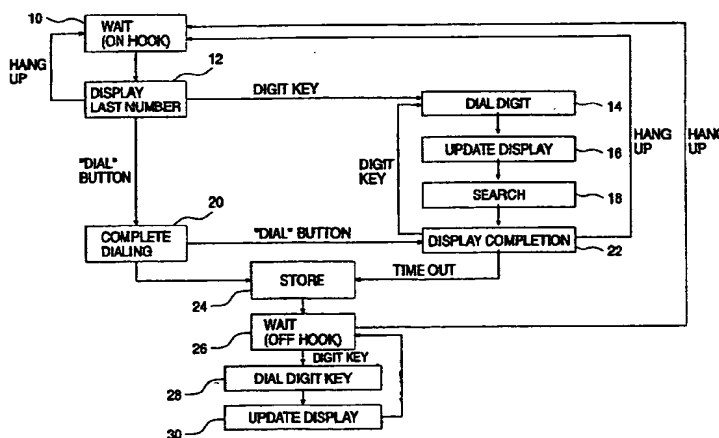 10
WAIT
(ON HOOK)
HANG
UP
12
DISPLAY
LAST NUMBER
DIGIT KEY
DIAL DIGIT
14
HANG
UP
HANG
UP
"DIAL"
BUTTON
DIGIT
KEY
UPDATE DISPLAY
16
SEARCH
18
20
COMPLETE
DIALING
"DIAL" BUTTON
DISPLAY COMPLETION
22
TIME OUT
STORE
24
WAIT
(OFF HOOK)
26
DIGIT KEY
DIAL DIGIT KEY
28
UPDATE DISPLAY
30